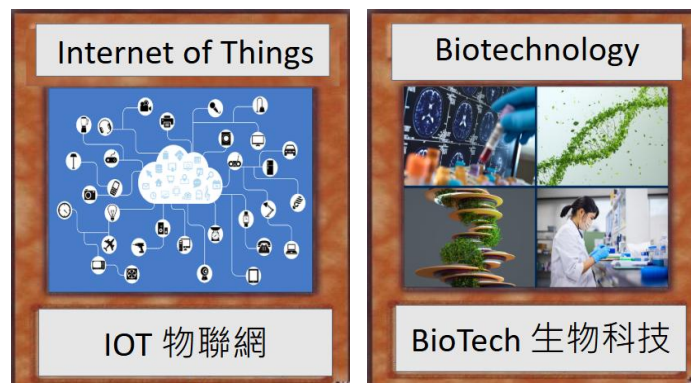 Internet of Things
IOT 物聯網
Biotechnology
BioTech 生物科技